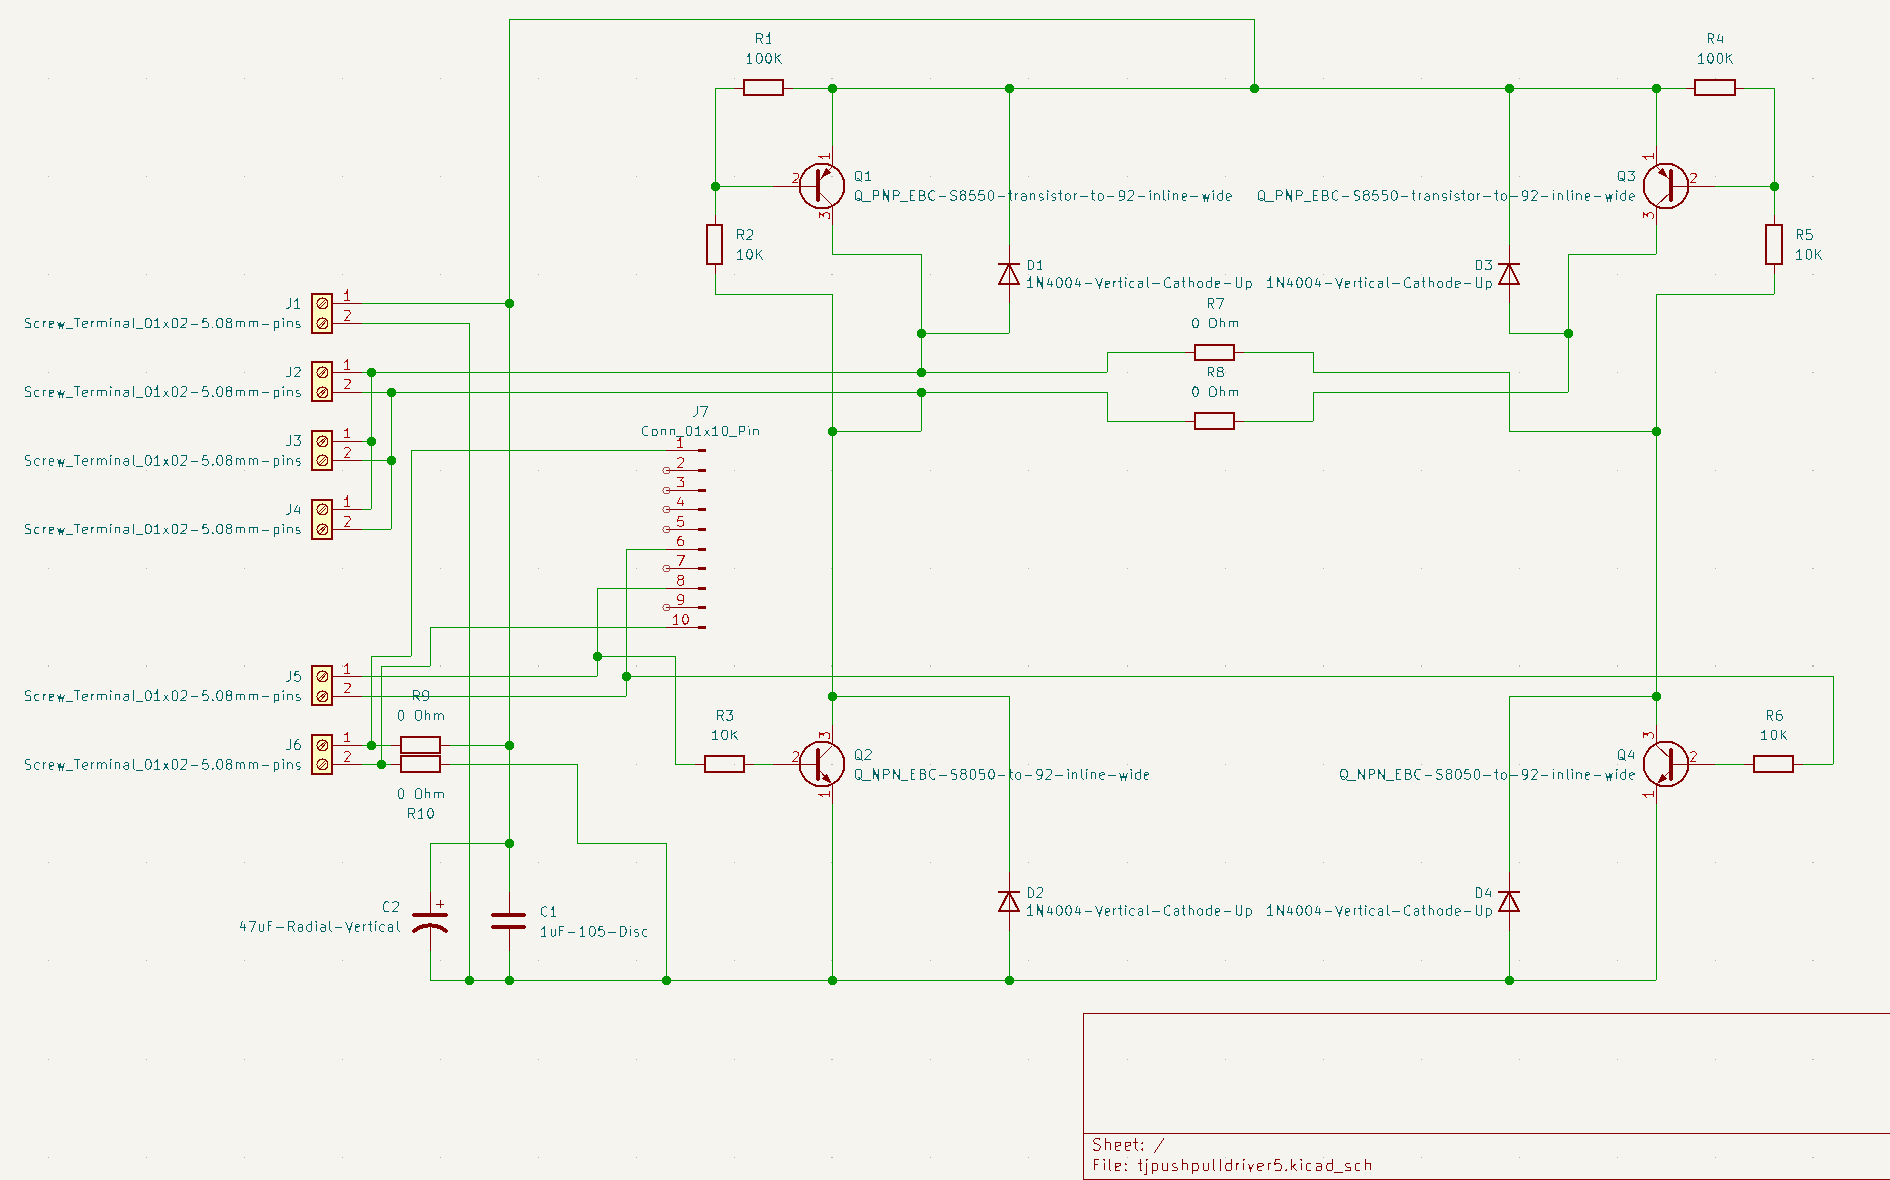 R1
100K
R4
100K
1
2
3
Q1
Q_PNP_EBC-S8550-transistor-to-92-inline-wide
Q3
Q_PNP_EBC-S8550-transistor-to-92-inline-wide
1
2
3
R2
10K
R5
10K
D1
1N4004-Vertical-Cathode-Up
D3
1N4004-Vertical-Cathode-Up
J1
Screw_Terminal_01x02-5.08mm-pins
1
2
R7
0 Ohm
R8
0 Ohm
J2
Screw_Terminal_01x02-5.08mm-pins
1
2
J3
Screw_Terminal_01x02-5.08mm-pins
1
2
J4
Screw_Terminal_01x02-5.08mm-pins
1
2
J7
Conn_01x10_Pin
1
2
3
4
5
6
7
8
9
10
J5
Screw_Terminal_01x02-5.08mm-pins
1
2
R9
0 Ohm
J6
Screw_Terminal_01x02-5.08mm-pins
1
2
0 Ohm
R10
R3
10K
3
2
1
Q2
Q_NPN_EBC-S8050-to-92-inline-wide
Q4
Q_NPN_EBC-S8050-to-92-inline-wide
3
2
1
R6
10K
C2
47uF-Radial-Vertical
+
C1
1uF-105-Disc
D2
1N4004-Vertical-Cathode-Up
D4
1N4004-Vertical-Cathode-Up
Sheet: /
File: tjpushpulldriver5.kicad_sch